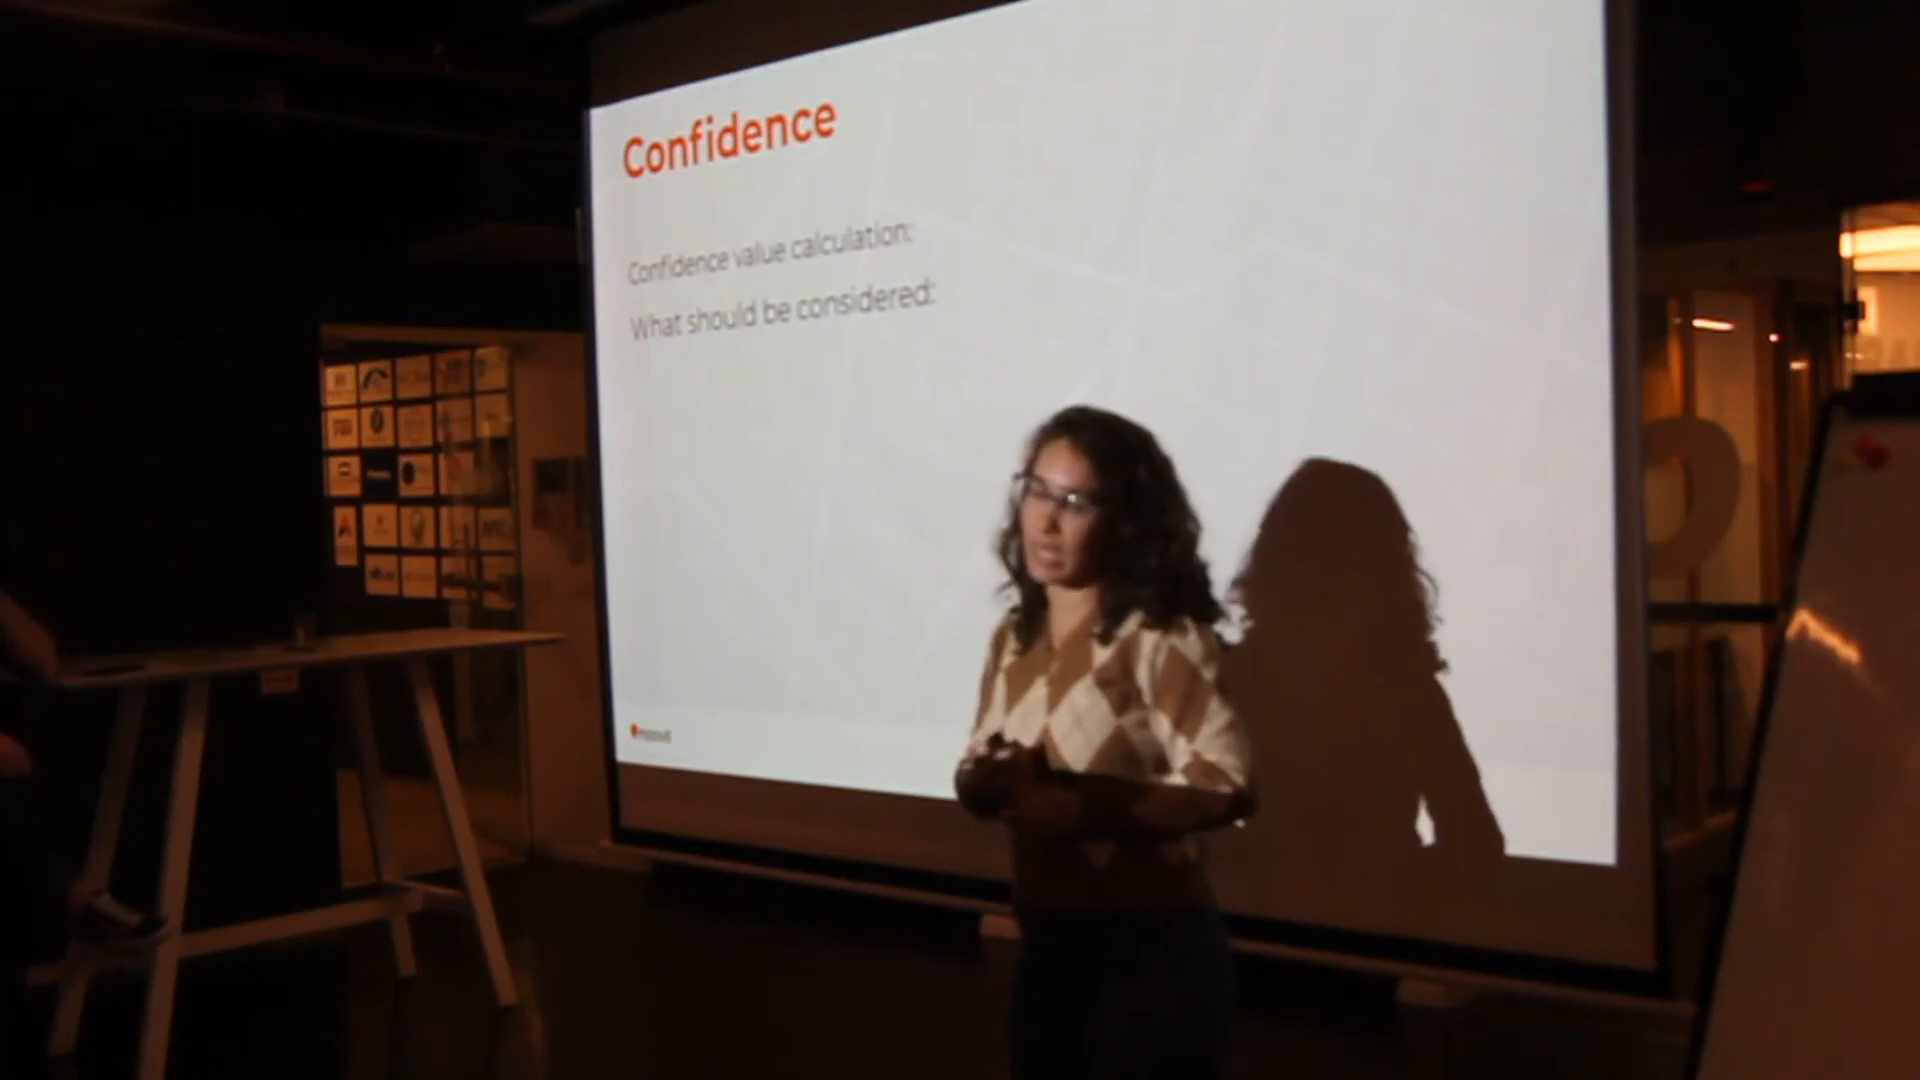 Confidence
Confidence value calculation:
What should be considered: